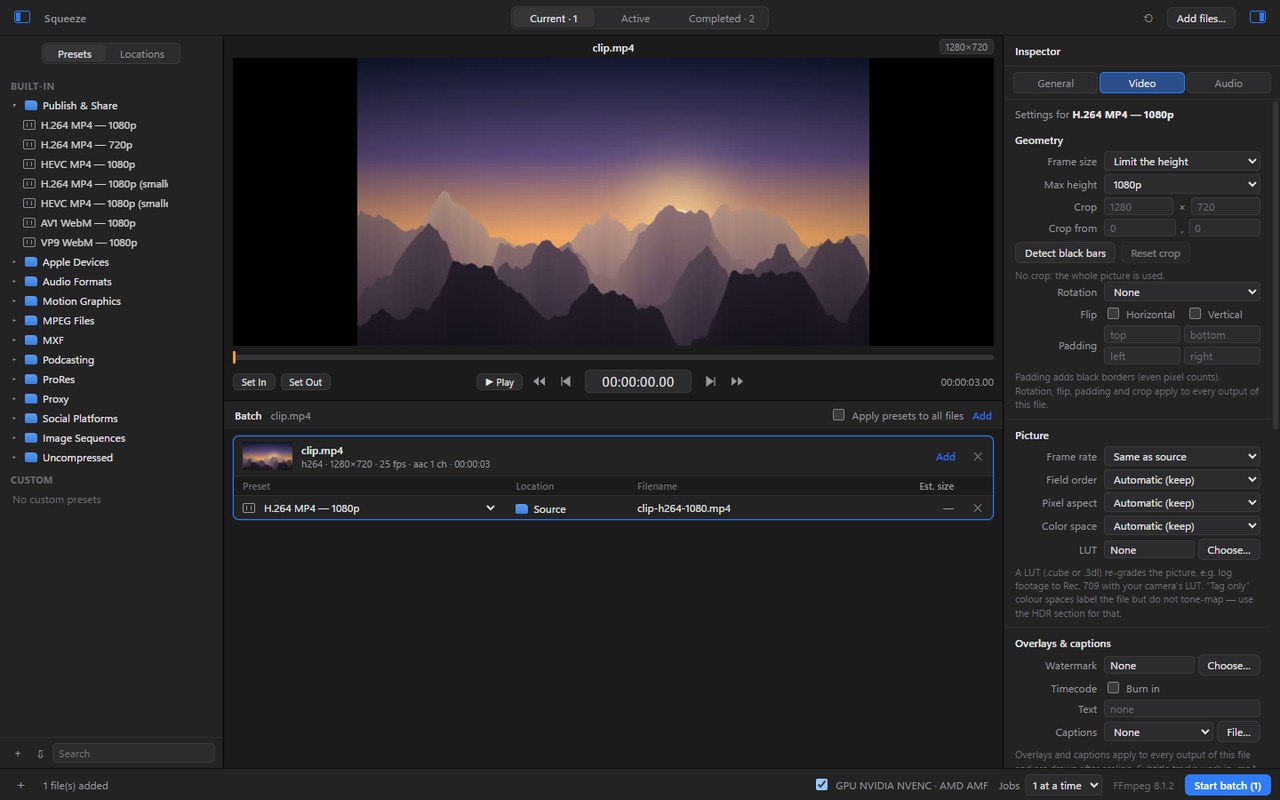 Squeeze
Current · 1 Active Completed · 2
Add files...
Presets Locations
BUILT-IN
Publish & Share
H.264 MP4 — 1080p
H.264 MP4 — 720p
HEVC MP4 — 1080p
H.264 MP4 — 1080p (small
HEVC MP4 — 1080p (small
AV1 WebM — 1080p
VP9 WebM — 1080p
Apple Devices
Audio Formats
Motion Graphics
MPEG Files
MXF
Podcasting
ProRes
Proxy
Social Platforms
Image Sequences
Uncompressed
CUSTOM
No custom presets
Search
clip.mp4
1280×720
Set In Set Out
Play
00:00:00.00
00:00:03.00
Batch clip.mp4
Apply presets to all files Add
clip.mp4
h264 · 1280×720 · 25 fps · aac 1 ch · 00:00:03
Add
Preset Location Filename Est. size
H.264 MP4 — 1080p Source clip-h264-1080.mp4 —
Inspector
General Video Audio
Settings for H.264 MP4 — 1080p
Geometry
Frame size Limit the height
Max height 1080p
Crop 1280 × 720
Crop from 0 , 0
Detect black bars Reset crop
No crop: the whole picture is used.
Rotation None
Flip Horizontal Vertical
Padding top bottom
left right
Padding adds black borders (even pixel counts).
Rotation, flip, padding and crop apply to every output of
this file.
Picture
Frame rate Same as source
Field order Automatic (keep)
Pixel aspect Automatic (keep)
Color space Automatic (keep)
LUT None Choose...
A LUT (.cube or .3dl) re-grades the picture, e.g. log
footage to Rec. 709 with your camera's LUT. "Tag only"
colour spaces label the file but do not tone-map — use
the HDR section for that.
Overlays & captions
Watermark None Choose...
Timecode Burn in
Text none
Captions None File...
Overlays and captions apply to every output of this file
1 file(s) added
GPU NVIDIA NVENC · AMD AMF Jobs 1 at a time FFmpeg 8.1.2 Start batch (1)